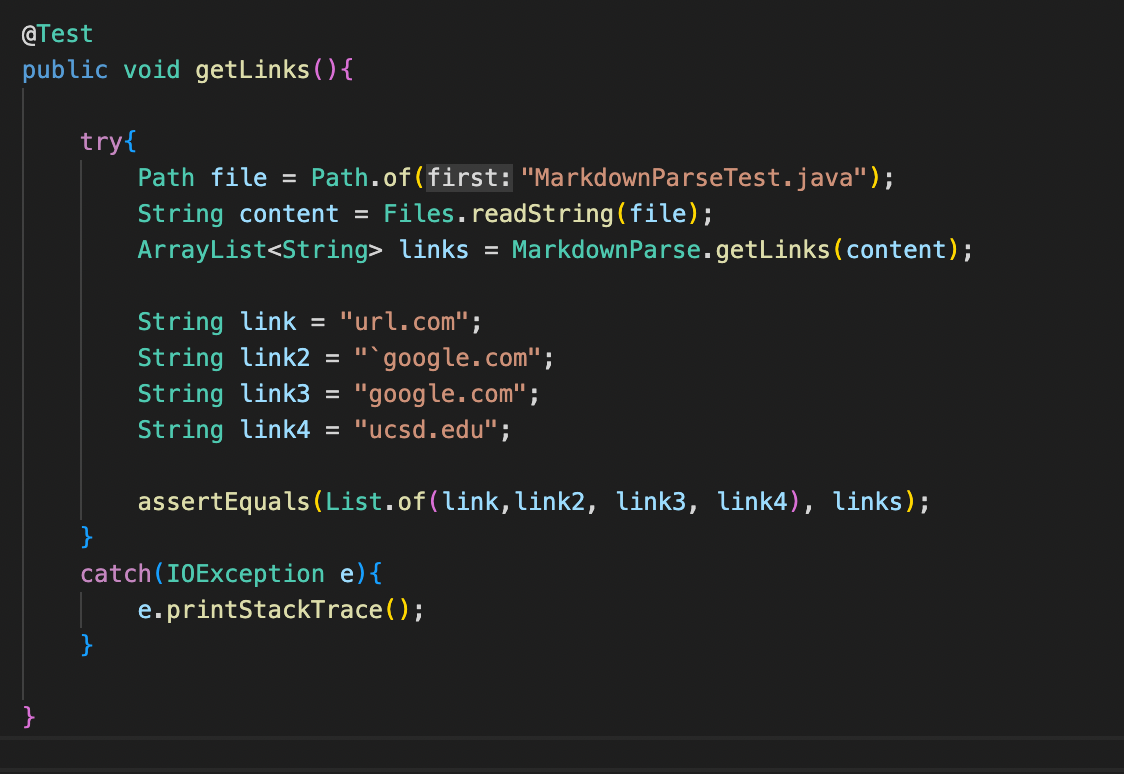 @Test
public void getLinks(){
try{
Path file = Path.of(first: "MarkdownParseTest.java");
String content = Files.readString(file);
ArrayList<String> links = MarkdownParse.getLinks(content);
String link = "url.com";
String link2 = "`google.com";
String link3 = "google.com";
String link4 = "ucsd.edu";
assertEquals(List.of(link,link2, link3, link4), links);
}
catch(IOException e){
e.printStackTrace();
}
}